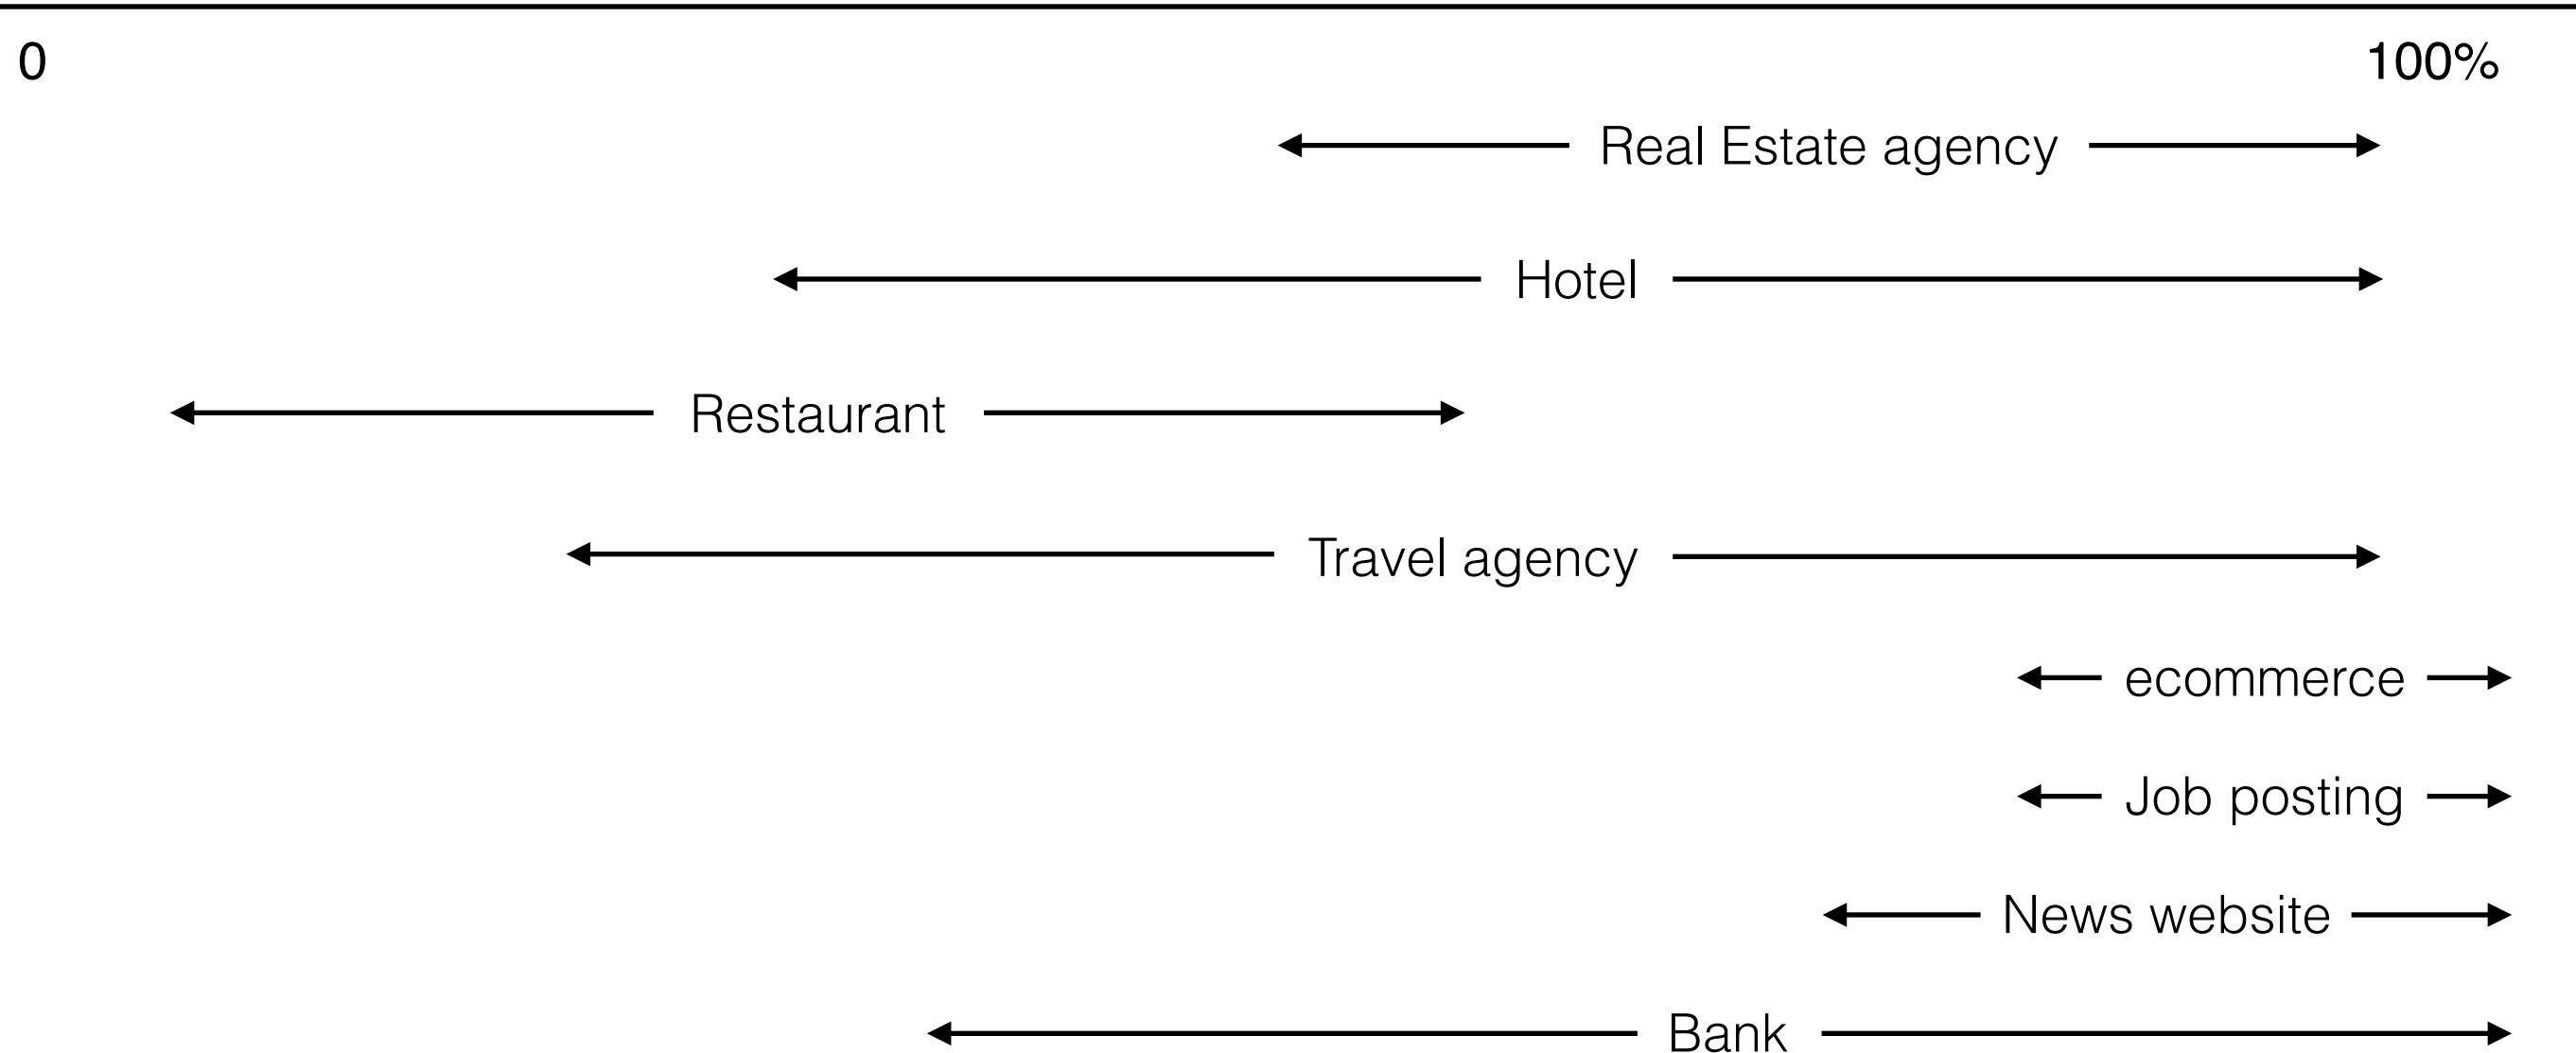 0 100%
Real Estate agency
Hotel
Restaurant
Travel agency
ecommerce
Job posting
News website
Bank